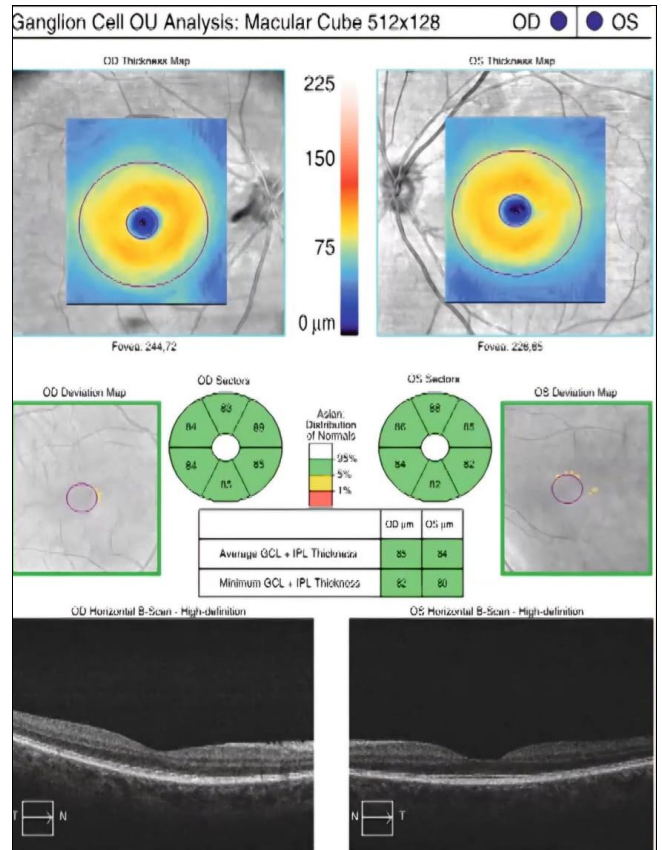 Ganglion Cell OU Analysis: Macular Cube 512x128 OD OS
OD Thickness Map
OS Thickness Map
225
150
75
0 µm
Fovea: 244,72
Fovea: 226,65
OD Deviation Map
OD Sectors
OS Sectors
OS Deviation Map
83
84 89
84 85
85
Asian:
Distribution
of Normals
95%
5%
1%
88
86 85
84 82
82
OD µm OS µm
Average GCL + IPL Thickness 85 84
Minimum GCL + IPL Thickness 82 80
OD Horizontal B-Scan - High-definition
OS Horizontal B-Scan - High-definition
T N
N T